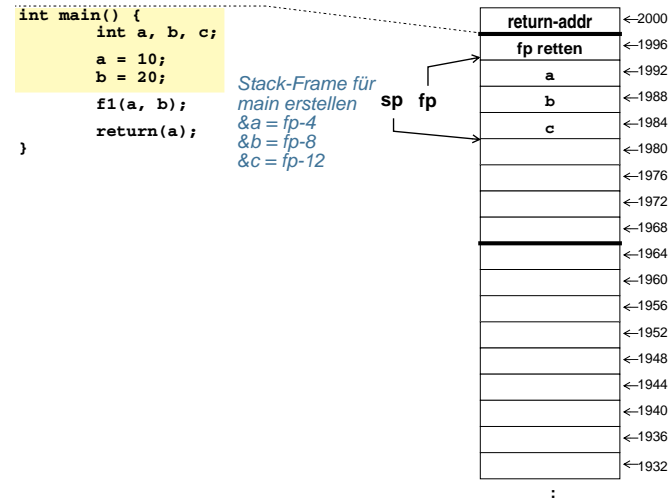 int main() {
int a, b, c;
a = 10;
b = 20;
f1(a, b);
return(a);
}
Stack-Frame für
main erstellen
&a = fp-4
&b = fp-8
&c = fp-12
sp fp
return-addr
fp retten
a
b
c
2000
1996
1992
1988
1984
1980
1976
1972
1968
1964
1960
1956
1952
1948
1944
1940
1936
1932
: